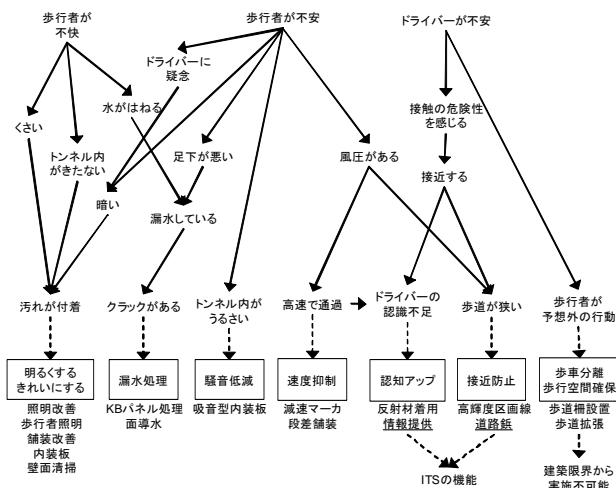 歩行者が
不快
歩行者が不安
ドライバーが不安
ドライバーに
疑念
くさい
水がはねる
接触の危険性
を感じる
トンネル内
がきたない
足下が悪い
風圧がある
接近する
暗い
漏水している
汚れが付着
クラックがある
トンネル内が
うるさい
高速で通過
ドライバーの
認識不足
歩道が狭い
歩行者が
予想外の行動
明るくする
きれいにする
漏水処理
騒音低減
速度抑制
認知アップ
接近防止
歩車分離
歩行空間確保
照明改善
歩行者照明
舗装改善
内装板
壁面清掃
KBパネル処理
面導水
吸音型内装板
減速マーカ
段差舗装
反射材着用
情報提供
高輝度区画線
道路鋲
歩道柵設置
歩道拡張
ITSの機能
建築限界から
実施不可能